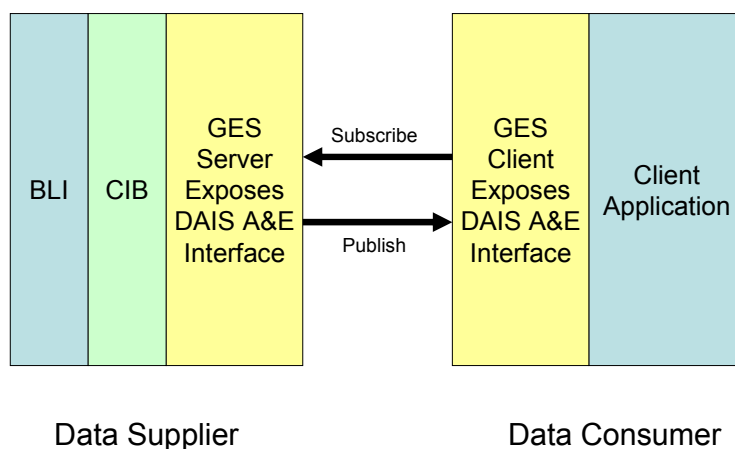 BLI
CIB
GES
Server
Exposes
DAIS A&E
Interface
Subscribe
Publish
GES
Client
Exposes
DAIS A&E
Interface
Client
Application
Data Supplier
Data Consumer